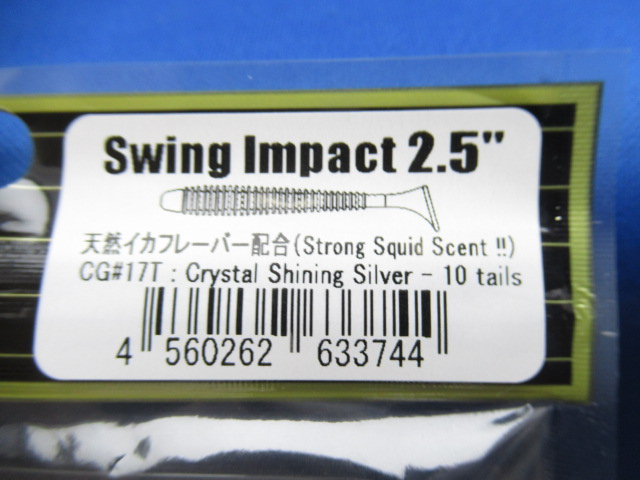 Swing Impact 2.5"
天然イカフレーバー配合(Strong Squid Scent !!)
CG#17T : Crystal Shining Silver - 10 tails
4 560262 633744